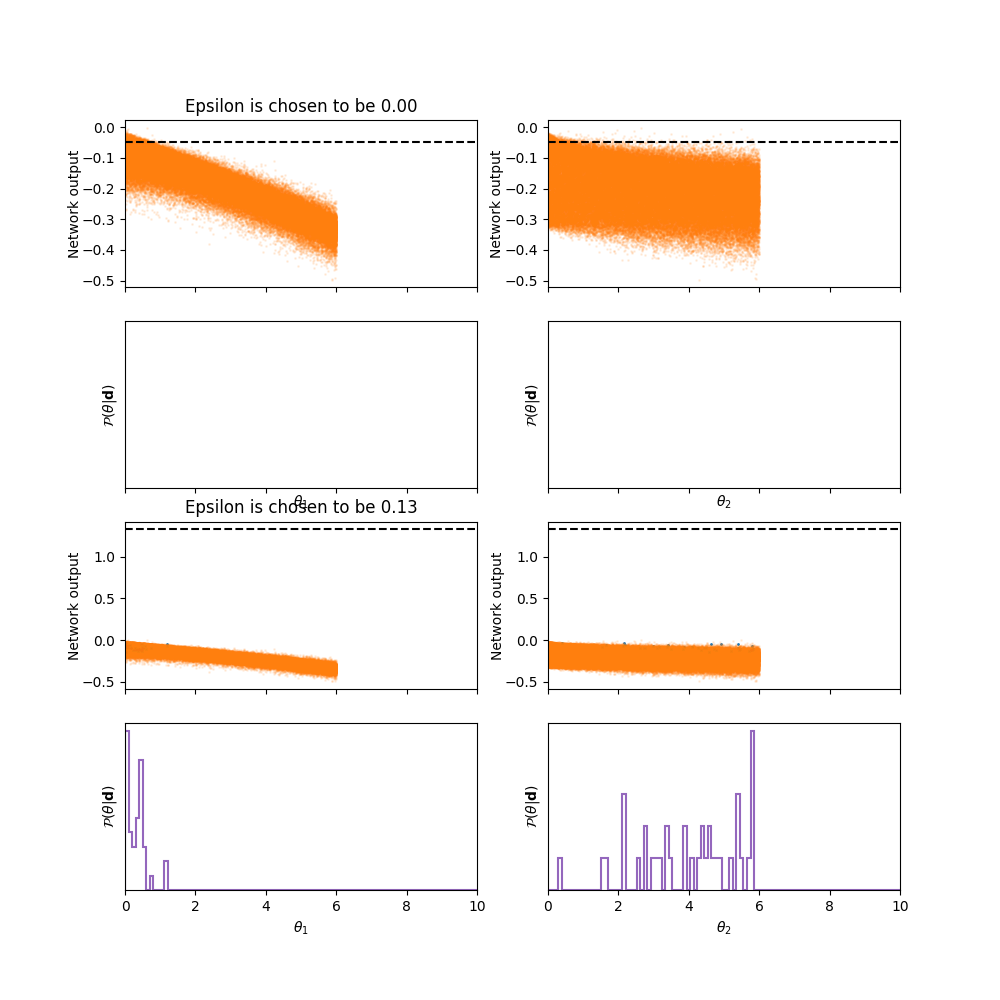 Epsilon is chosen to be 0.00
Network output
0.0
−0.1
−0.2
−0.3
−0.4
−0.5
Network output
0.0
−0.1
−0.2
−0.3
−0.4
−0.5
𝒫(θ|𝐝)
θ₁
𝒫(θ|𝐝)
θ₂
Epsilon is chosen to be 0.13
Network output
1.0
0.5
0.0
−0.5
Network output
1.0
0.5
0.0
−0.5
𝒫(θ|𝐝)
0 2 4 6 8 10
θ₁
𝒫(θ|𝐝)
0 2 4 6 8 10
θ₂